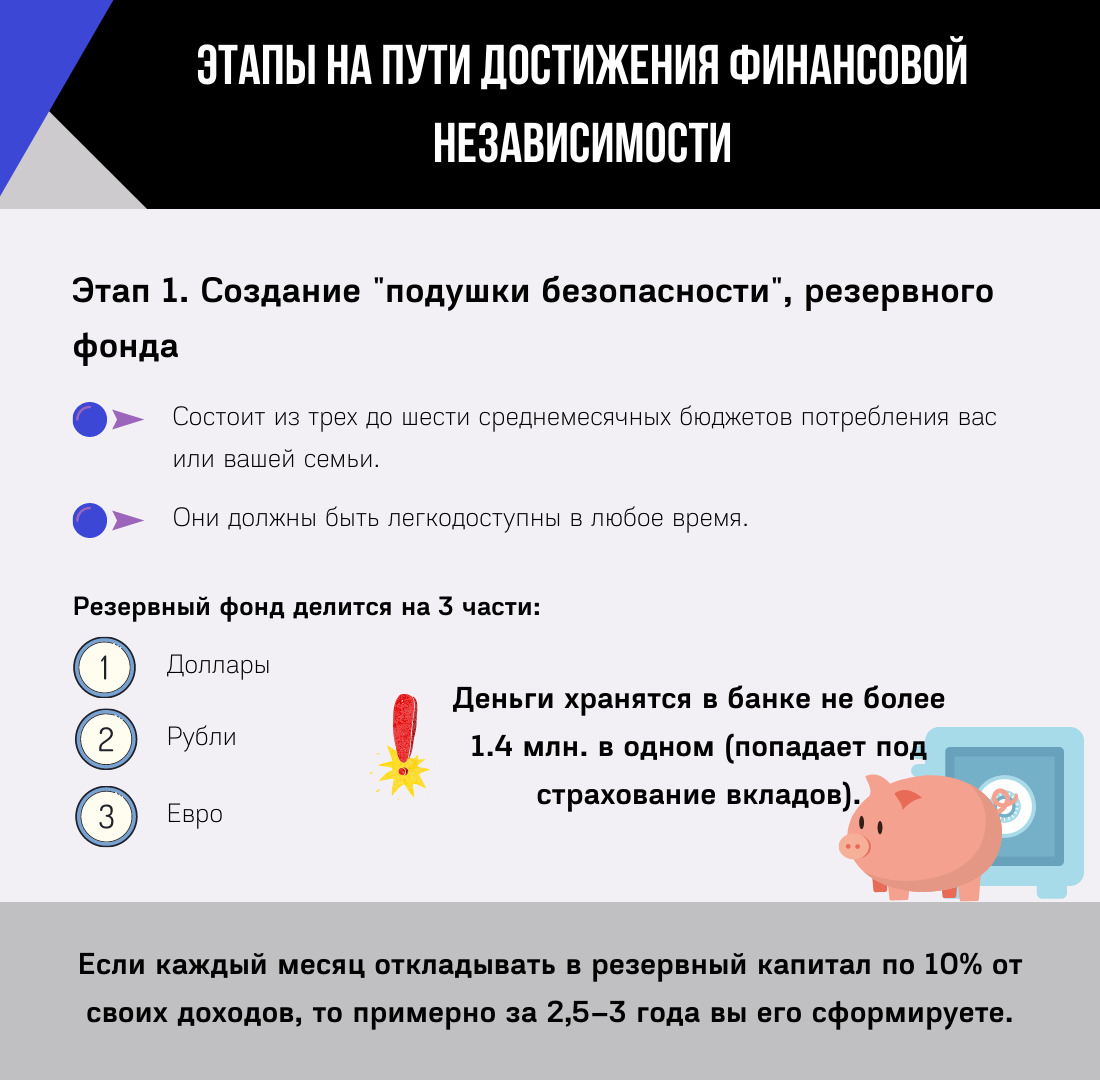 ЭТАПЫ НА ПУТИ ДОСТИЖЕНИЯ ФИНАНСОВОЙ
НЕЗАВИСИМОСТИ
Этап 1. Создание "подушки безопасности", резервного
фонда
Состоит из трех до шести среднемесячных бюджетов потребления вас
или вашей семьи.
Они должны быть легкодоступны в любое время.
Резервный фонд делится на 3 части:
1 Доллары
2 Рубли
3 Евро
Деньги хранятся в банке не более
1.4 млн. в одном (попадает под
страхование вкладов).
Если каждый месяц откладывать в резервный капитал по 10% от
своих доходов, то примерно за 2,5–3 года вы его сформируете.